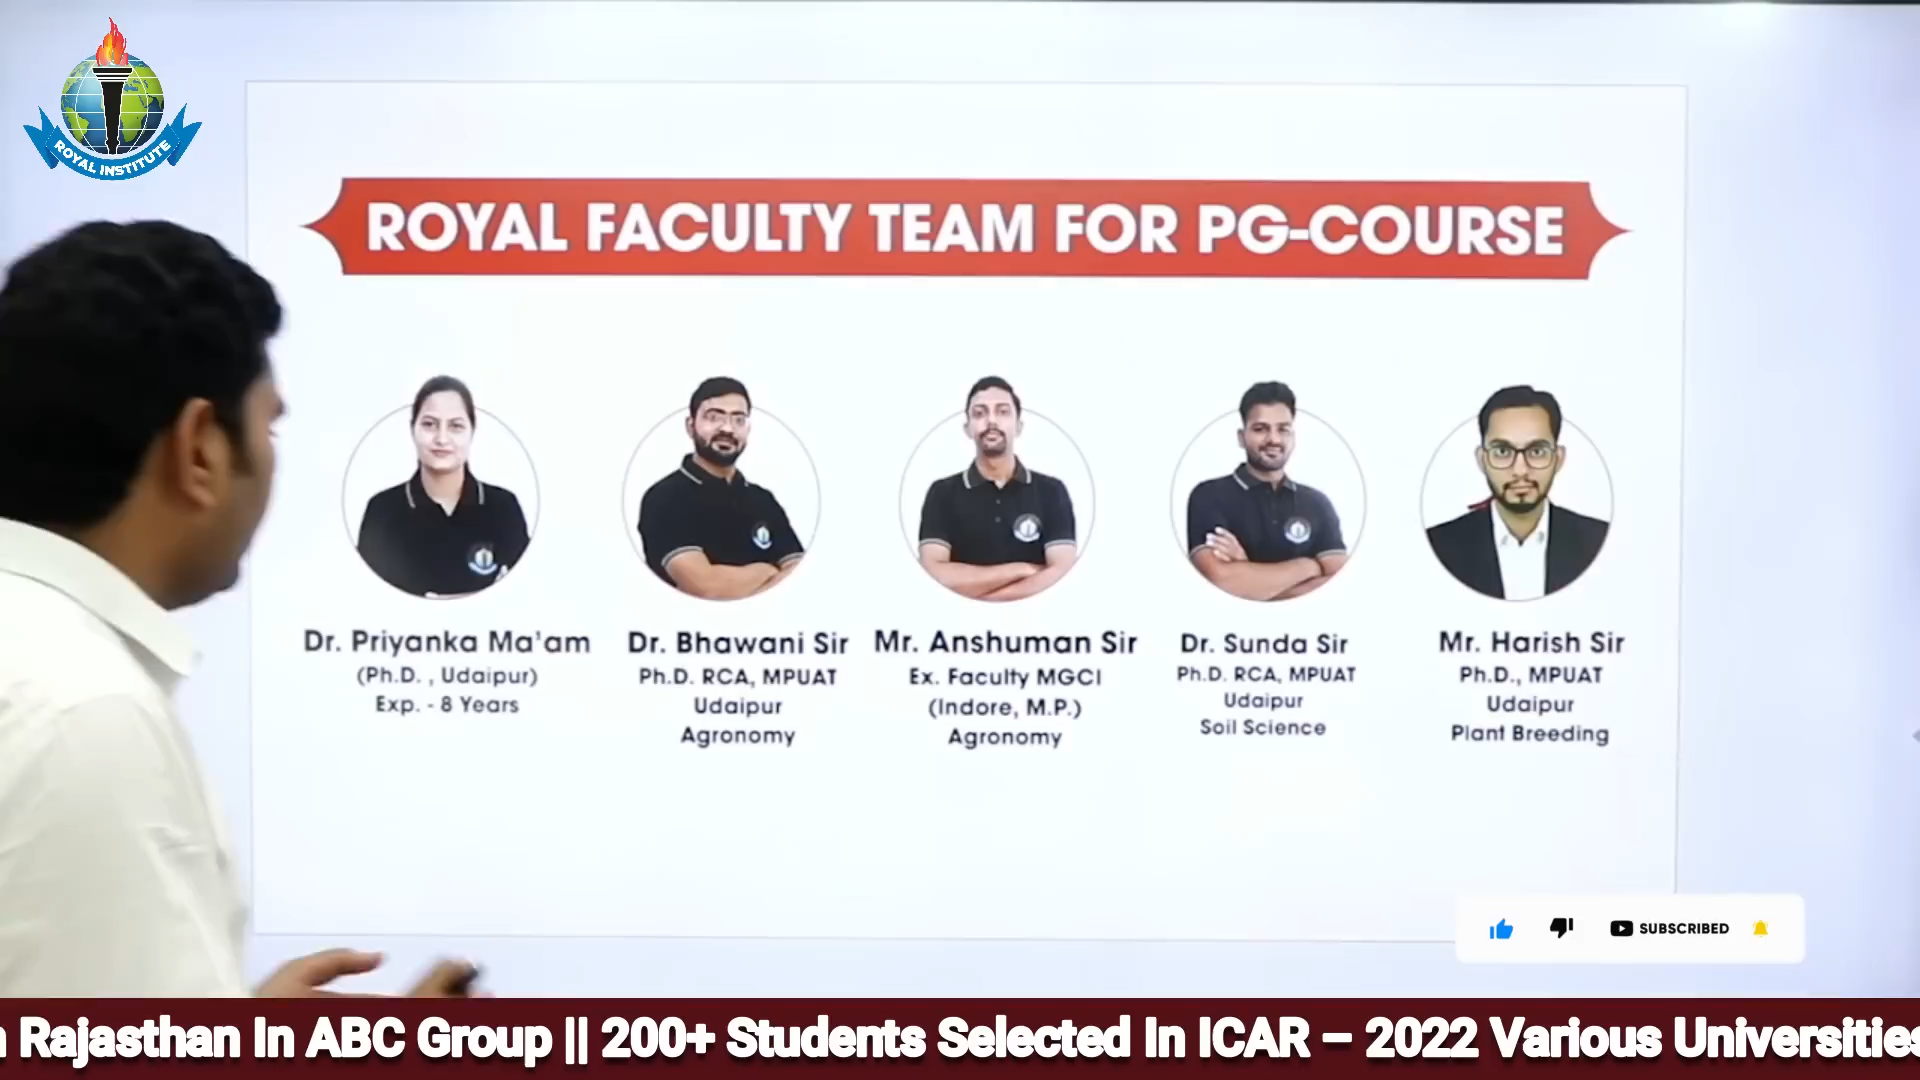 ROYAL INSTITUTE
ROYAL FACULTY TEAM FOR PG-COURSE
Dr. Priyanka Ma'am
(Ph.D. , Udaipur)
Exp. - 8 Years
Dr. Bhawani Sir
Ph.D. RCA, MPUAT
Udaipur
Agronomy
Mr. Anshuman Sir
Ex. Faculty MGCI
(Indore, M.P.)
Agronomy
Dr. Sunda Sir
Ph.D. RCA, MPUAT
Udaipur
Soil Science
Mr. Harish Sir
Ph.D., MPUAT
Udaipur
Plant Breeding
SUBSCRIBED
Rajasthan In ABC Group || 200+ Students Selected In ICAR – 2022 Various Universities